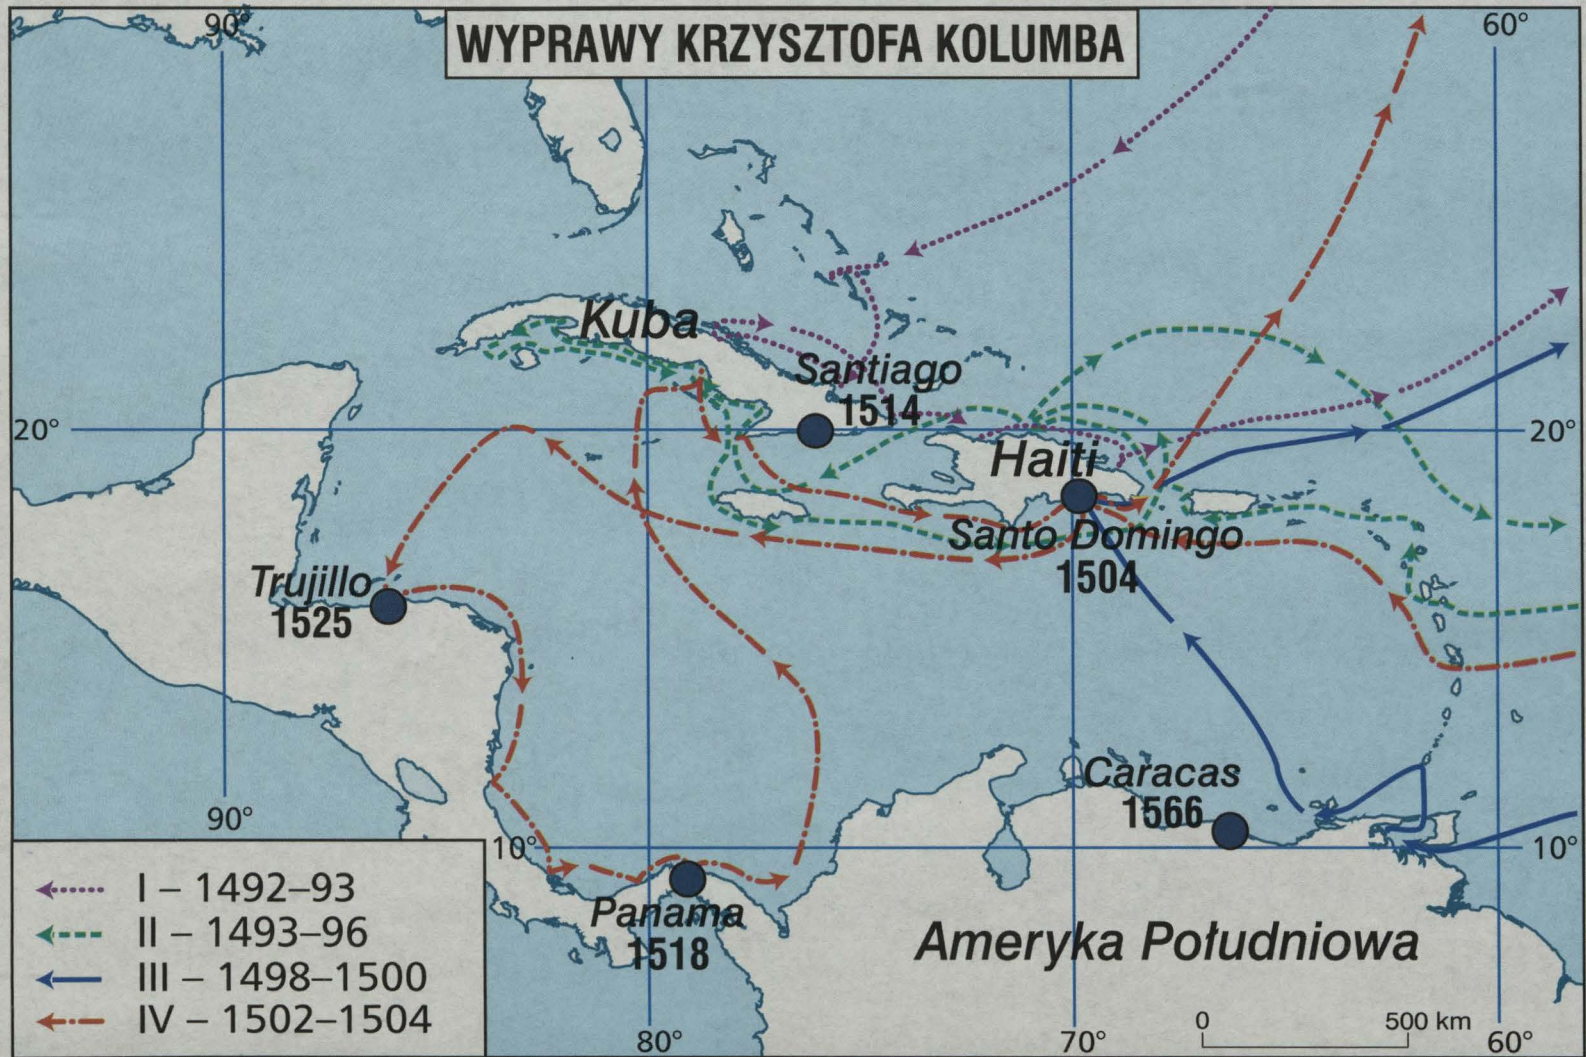 90°
WYPRAWY KRZYSZTOFA KOLUMBA
60°
Kuba
Santiago
1514
20°
20°
Haiti
Santo Domingo
1504
Trujillo
1525
Caracas
1566
90°
10°
10°
I – 1492–93
II – 1493–96
III – 1498–1500
IV – 1502–1504
Panama
1518
Ameryka Południowa
80°
70°
0 500 km
60°